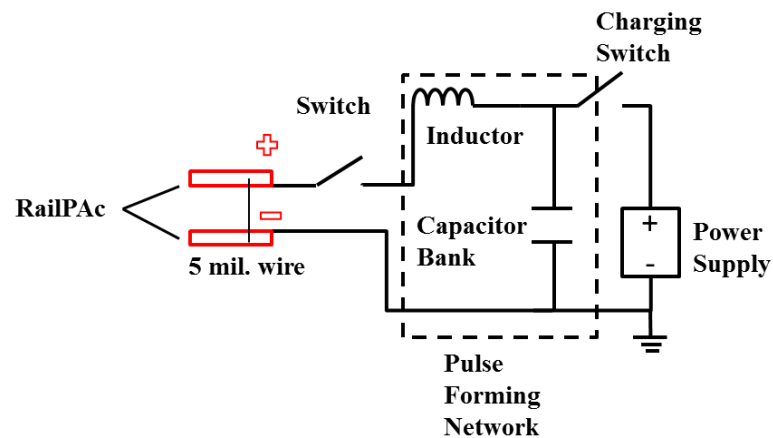 Charging
Switch
Switch
Inductor
RailPAc
5 mil. wire
Capacitor
Bank
+
-
Power
Supply
Pulse
Forming
Network